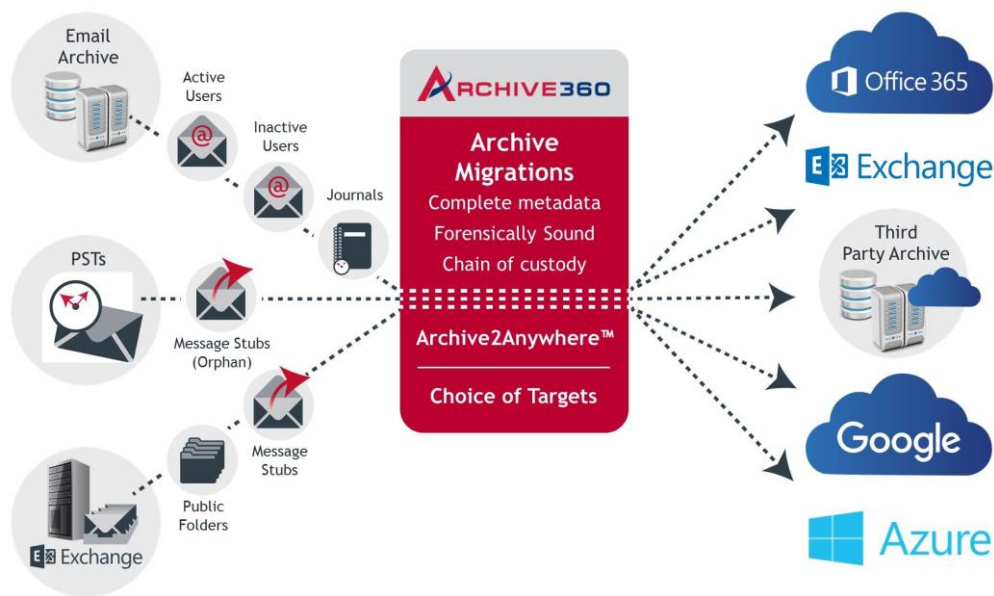 Email
Archive
Active
Users
Inactive
Users
Journals
PSTs
Message Stubs
(Orphan)
Message
Stubs
Public
Folders
E Exchange
ARCHIVE360
Archive
Migrations
Complete metadata
Forensically Sound
Chain of custody
Archive2Anywhere™
Choice of Targets
Office 365
E Exchange
Third
Party Archive
Google
Azure